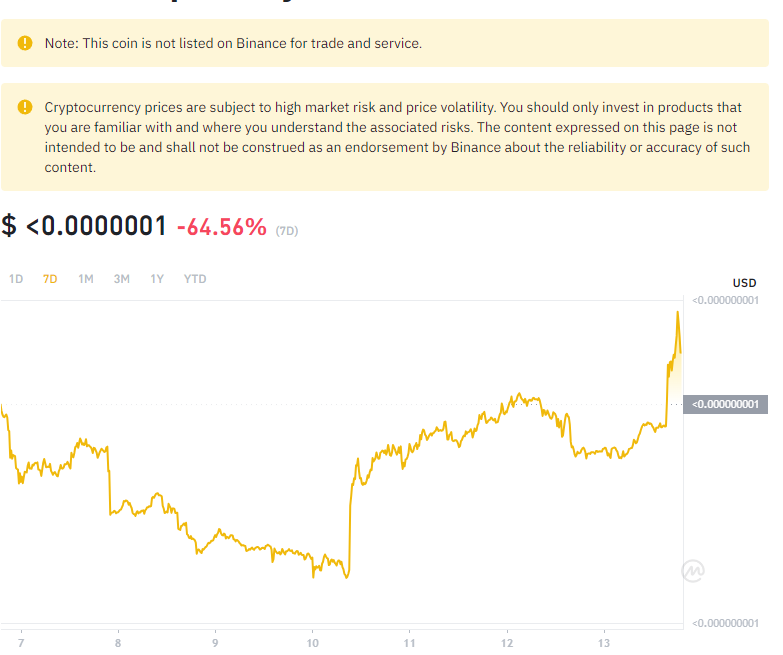 Note: This coin is not listed on Binance for trade and service.
Cryptocurrency prices are subject to high market risk and price volatility. You should only invest in products that
you are familiar with and where you understand the associated risks. The content expressed on this page is not
intended to be and shall not be construed as an endorsement by Binance about the reliability or accuracy of such
content.
$ <0.0000001 -64.56% (7D)
1D 7D 1M 3M 1Y YTD
USD
<0.000000001
<0.000000001
<0.000000001
7 8 9 10 11 12 13